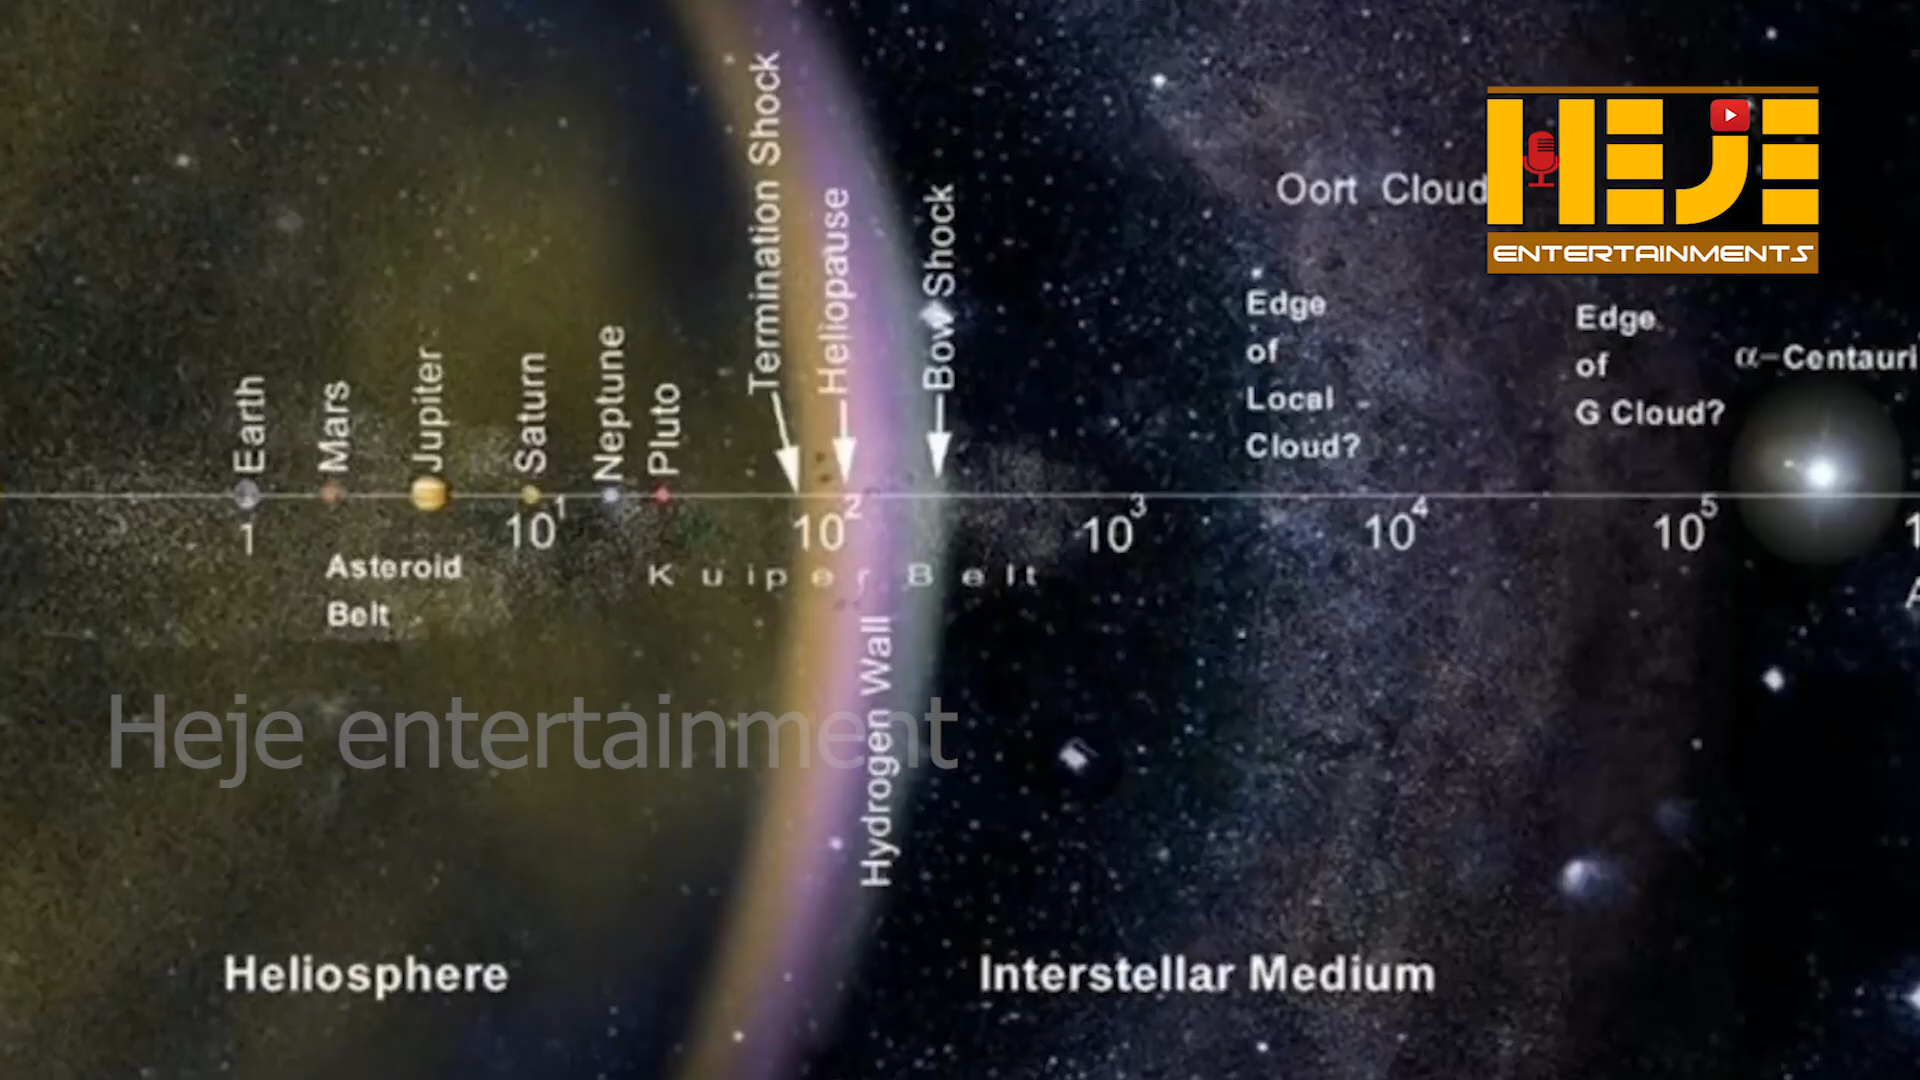 HEJE
ENTERTAINMENTS
Termination Shock
Heliopause
Bow Shock
Oort Cloud
Edge
of
Local
Cloud?
Edge
of
G Cloud?
α-Centauri
Earth
Mars
Jupiter
Saturn
Neptune
Pluto
1
10¹
10²
10³
10⁴
10⁵
Asteroid
Belt
Kuiper Belt
Hydrogen Wall
Heje entertainment
Heliosphere
Interstellar Medium